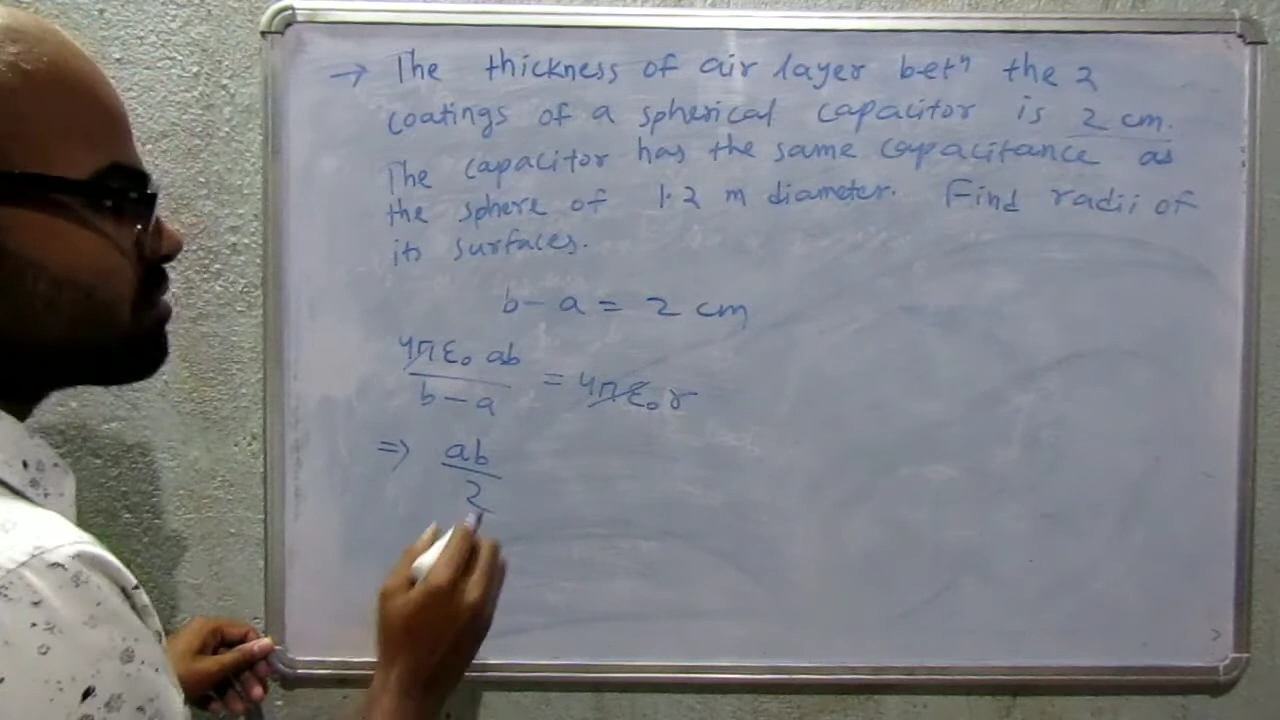 → The thickness of air layer betⁿ the 2
coatings of a spherical capacitor is 2 cm.
The capacitor has the same capacitance as
the sphere of 1.2 m diameter. Find radii of
its surfaces.
b - a = 2 cm
4πε₀ ab / b - a = 4πε₀ r
⇒ ab / 2